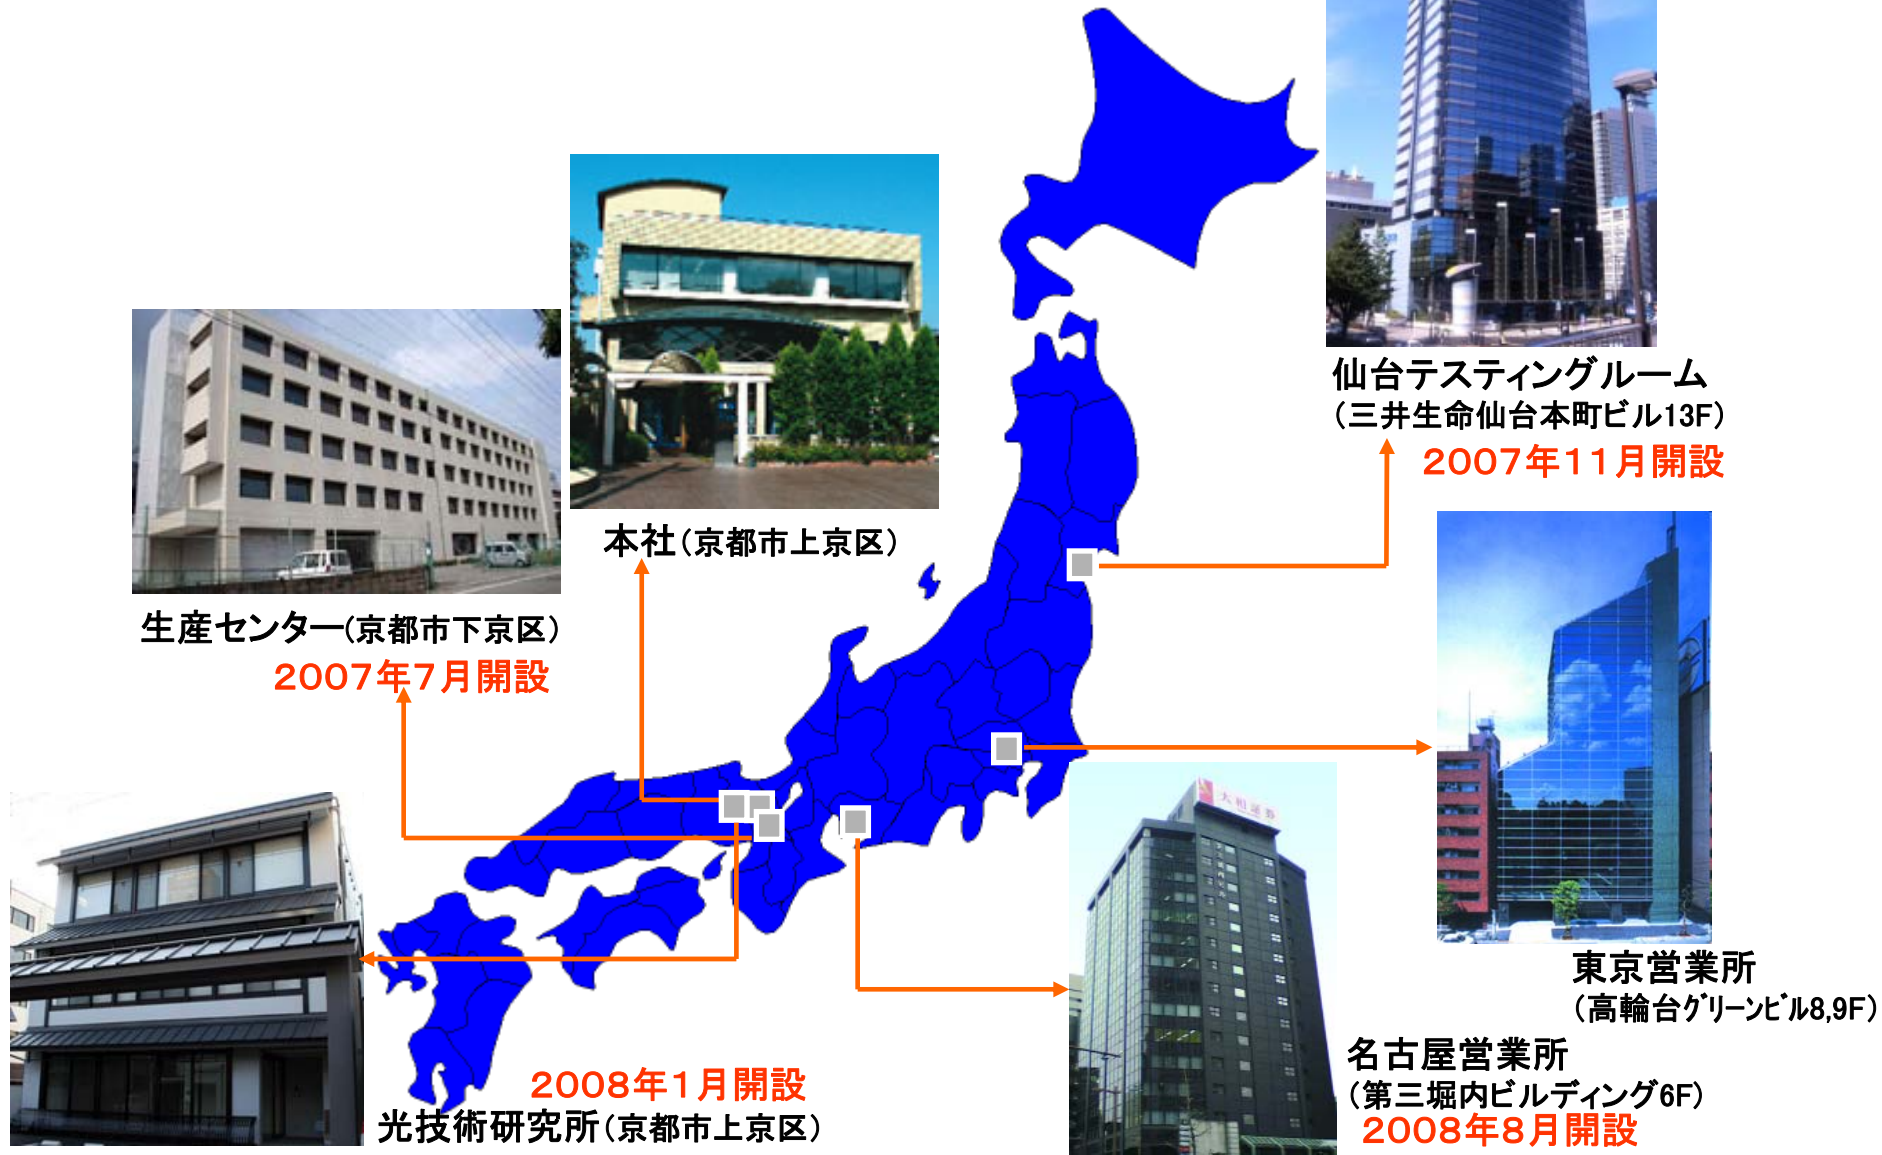 仙台テスティングルーム
（三井生命仙台本町ビル13F）
2007年11月開設
本社（京都市上京区）
生産センター（京都市下京区）
2007年7月開設
東京営業所
（高輪台グリーンビル8,9F）
大和証券
名古屋営業所
（第三堀内ビルディング6F）
2008年8月開設
2008年1月開設
光技術研究所（京都市上京区）